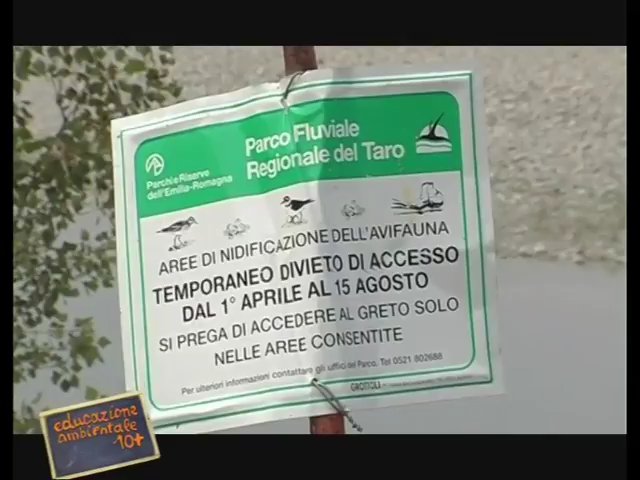 Parco Fluviale
Regionale del Taro
Parchi e Riserve
dell'Emilia-Romagna
AREE DI NIDIFICAZIONE DELL'AVIFAUNA
TEMPORANEO DIVIETO DI ACCESSO
DAL 1° APRILE AL 15 AGOSTO
SI PREGA DI ACCEDERE AL GRETO SOLO
NELLE AREE CONSENTITE
Per ulteriori informazioni contattare gli uffici del Parco. Tel 0521 802688
GROTTOLI
educazione
ambientale
10+